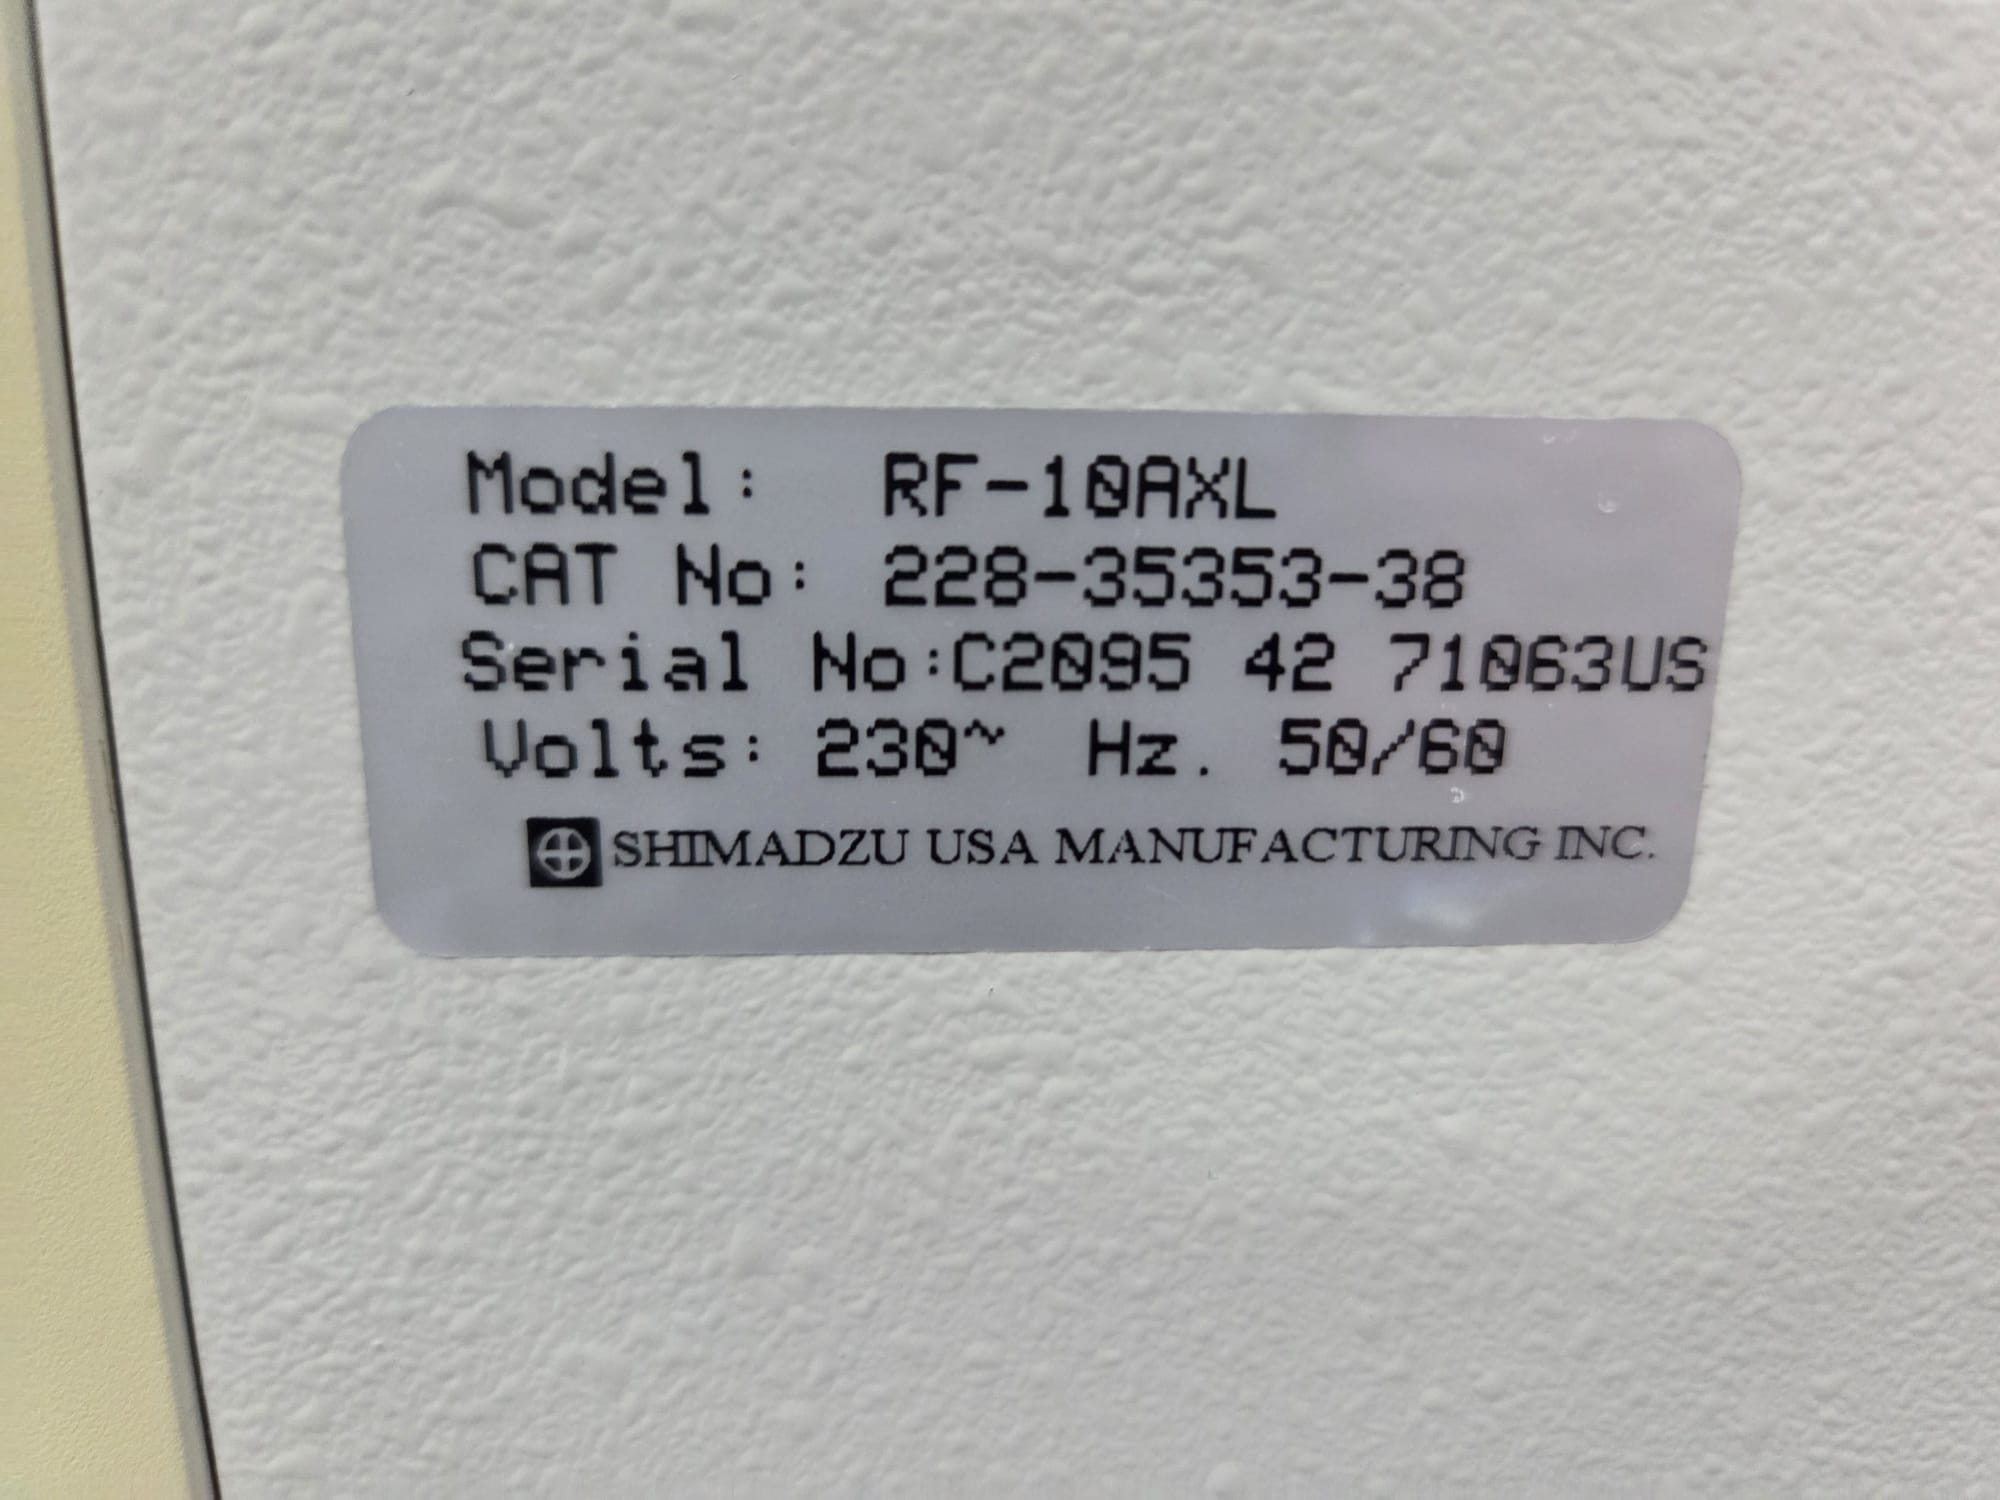 Model: RF-10AXL
CAT No: 228-35353-38
Serial No:C2095 42 71063US
Volts: 230~ Hz. 50/60
SHIMADZU USA MANUFACTURING INC.